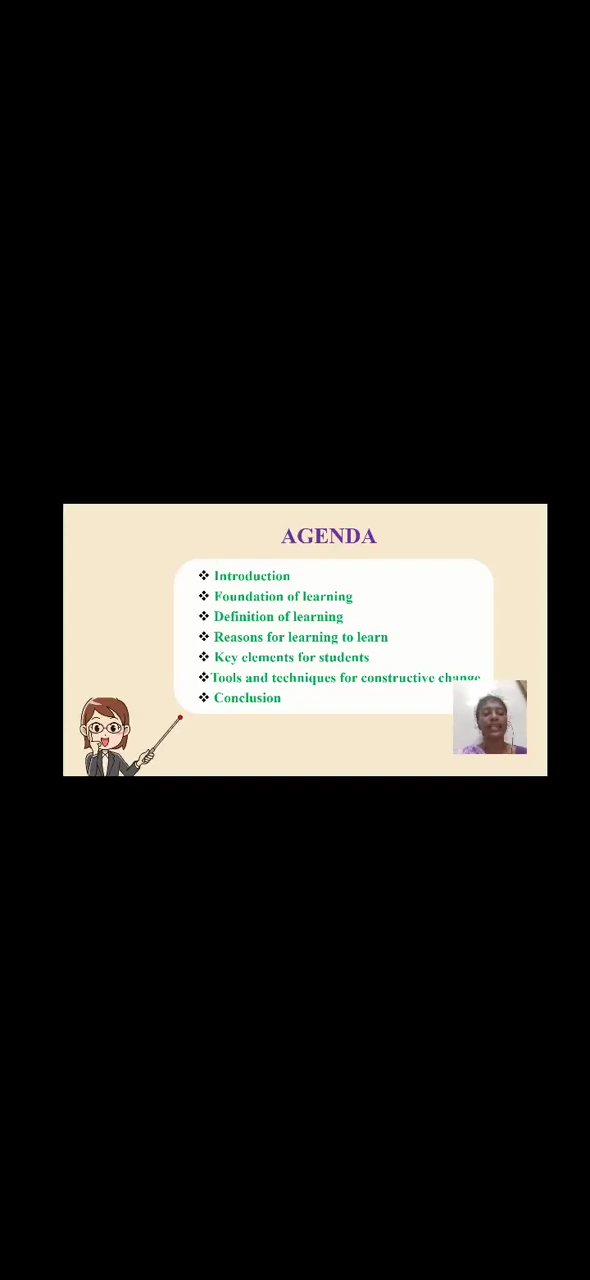 AGENDA
❖ Introduction
❖ Foundation of learning
❖ Definition of learning
❖ Reasons for learning to learn
❖ Key elements for students
❖Tools and techniques for constructive change
❖ Conclusion